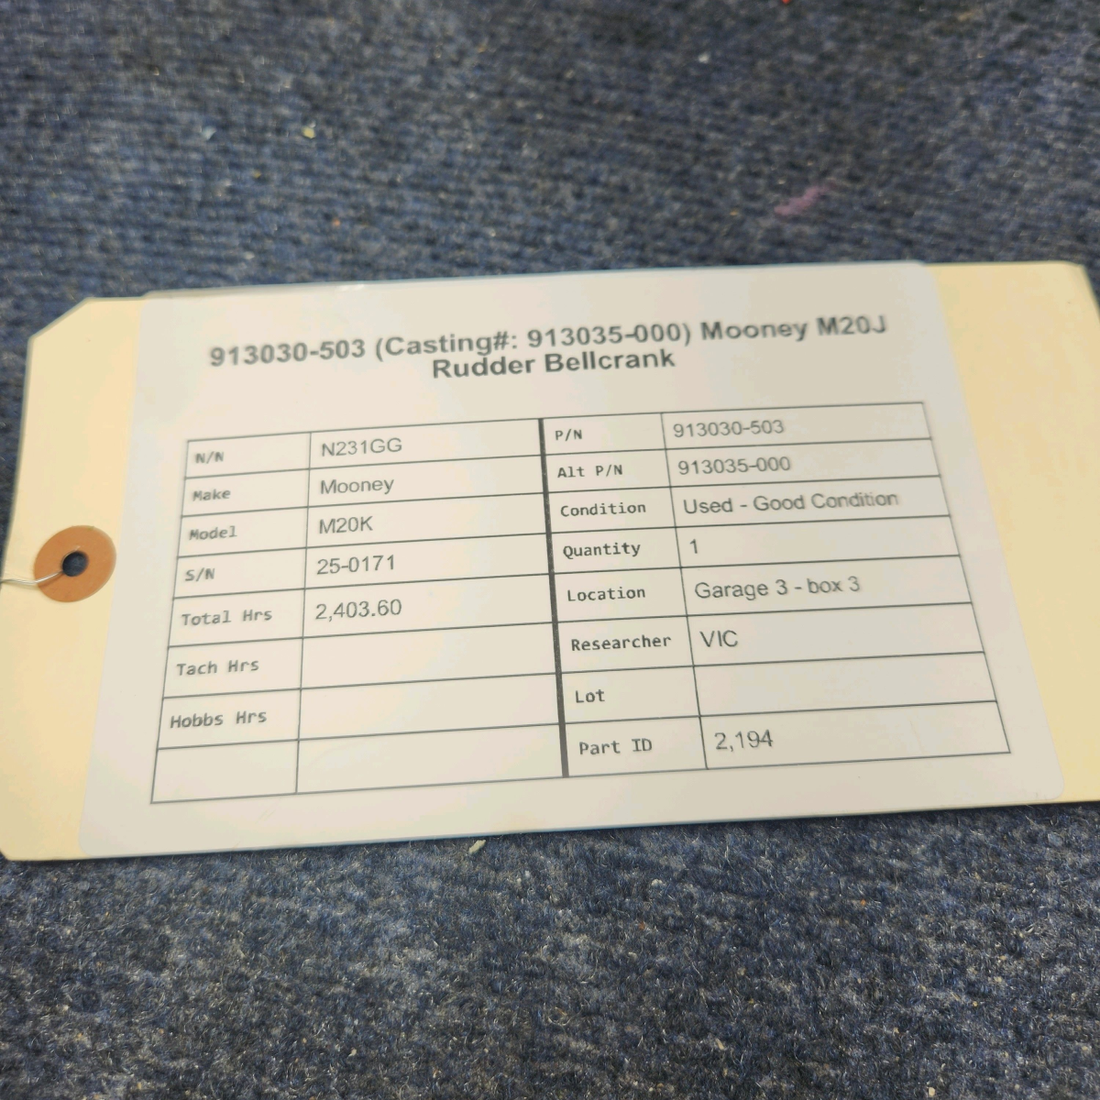 913030-503 (Casting#: 913035-000) Mooney M20J
Rudder Bellcrank
N/N N231GG
Make Mooney
Model M20K
S/N 25-0171
Total Hrs 2,403.60
Tach Hrs
Hobbs Hrs
P/N 913030-503
Alt P/N 913035-000
Condition Used - Good Condition
Quantity 1
Location Garage 3 - box 3
Researcher VIC
Lot
Part ID 2,194